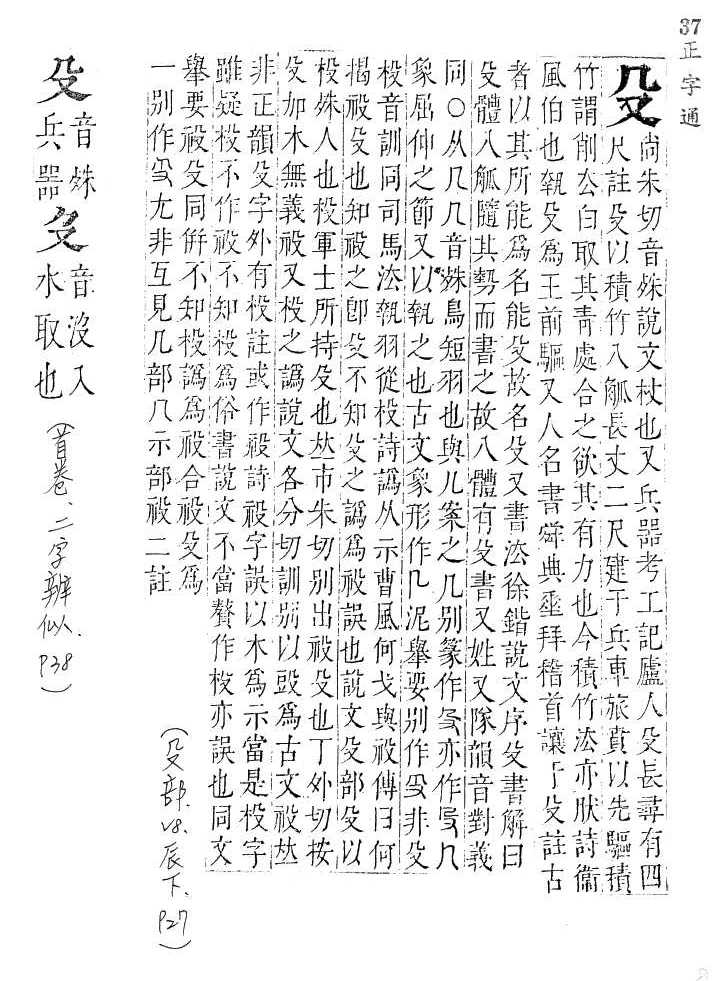 37 正字通
殳 尚朱切音殊說文杖也又兵器考工記廬人殳長尋有四
尺註殳以積竹八觚長丈二尺建于兵車旅賁以先驅積
竹謂削去白取其青處合之欲其有力也今積竹法亦然詩衞
風伯也執殳爲王前驅又人名書舜典垂拜稽首讓于殳註古
者以其所能爲名能殳故名殳又書法徐鍇說文序殳書解曰
殳體八觚隨其勢而書之故八體有殳書又姓又隊韻音對義
同○从几几音殊鳥短羽也與几案之几別篆作殳亦作𠘧几
象屈伸之節又以執之也古文象形作𠘧泥舉要別作殳非殳
杸音訓同司馬法執羽從杸詩譌从示曹風何戈與祋傳曰何
揭祋殳也知祋之卽殳不知殳之譌爲祋誤也說文殳部殳以
杸殊人也杸軍士所持殳也𠀤市朱切別出祋殳也丁外切按
殳加木無義祋又杸之譌說文各分切訓別以㲈爲古文祋𠀤
非正韻殳字外有杸註或作祋詩祋字誤以木爲示當是杸字
雖疑杸不作祋不知杸爲俗書說文不當贅作杸亦誤也同文
舉要祋殳同併不知杸譌爲祋合祋殳爲
一別作殳尤非互見几部八示部祋二註
(殳部.18.辰下.P27)
殳 音殊兵器 㕛 音沒入水取也
(首卷、二字辨似.P38)